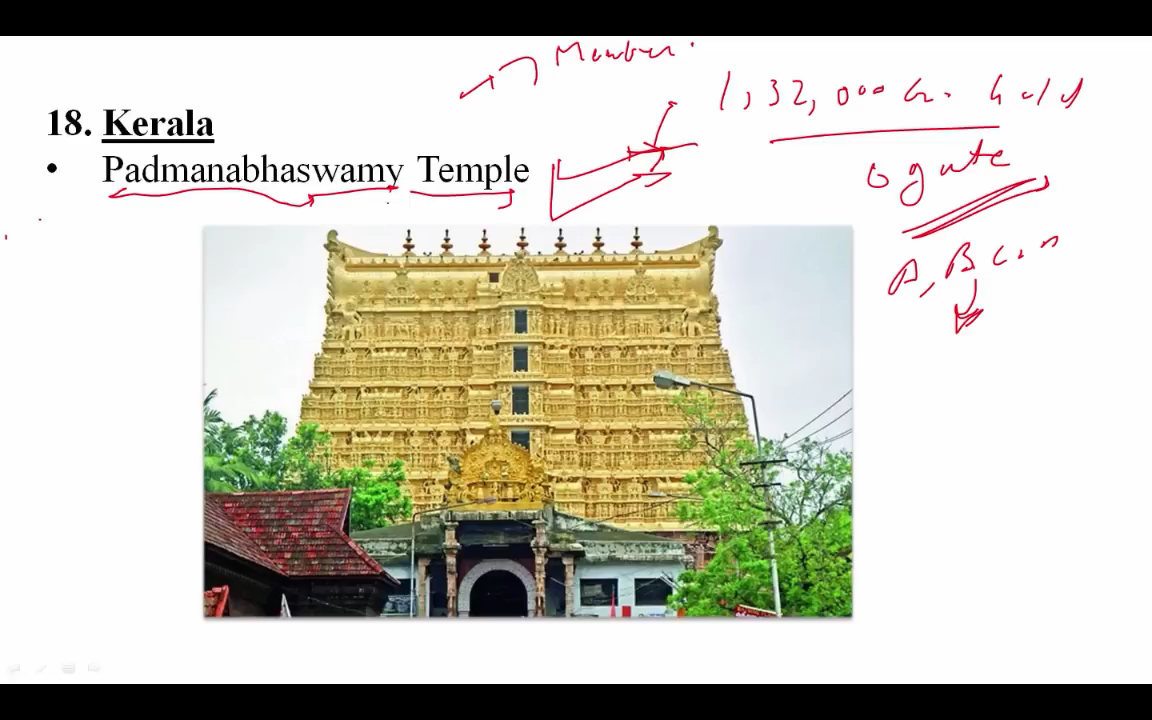 Member.
1,32,000 Cr. Gold
18. Kerala
• Padmanabhaswamy Temple
6 gate
A, B C. n